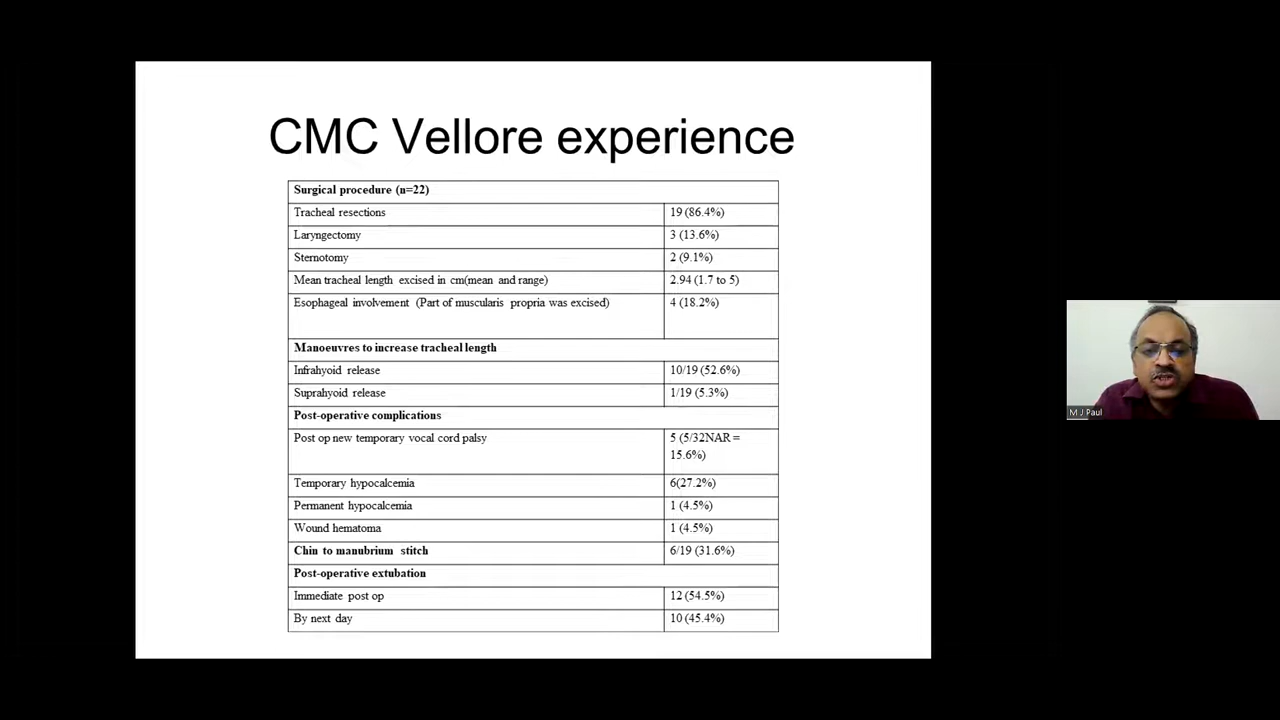 CMC Vellore experience
Surgical procedure (n=22)
Tracheal resections 19 (86.4%)
Laryngectomy 3 (13.6%)
Sternotomy 2 (9.1%)
Mean tracheal length excised in cm(mean and range) 2.94 (1.7 to 5)
Esophageal involvement (Part of muscularis propria was excised) 4 (18.2%)
Manoeuvres to increase tracheal length
Infrahyoid release 10/19 (52.6%)
Suprahyoid release 1/19 (5.3%)
Post-operative complications
Post op new temporary vocal cord palsy 5 (5/32NAR =
15.6%)
Temporary hypocalcemia 6(27.2%)
Permanent hypocalcemia 1 (4.5%)
Wound hematoma 1 (4.5%)
Chin to manubrium stitch 6/19 (31.6%)
Post-operative extubation
Immediate post op 12 (54.5%)
By next day 10 (45.4%)
M J Paul